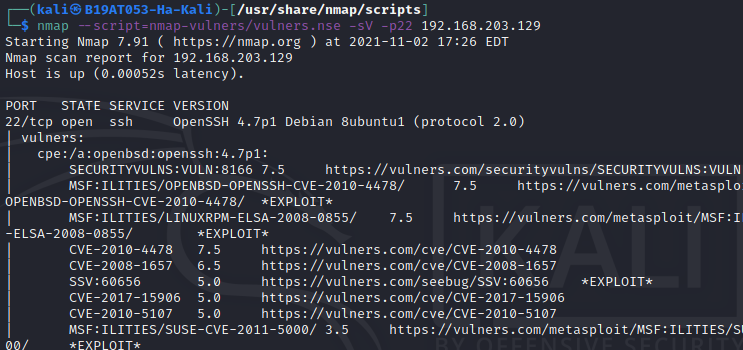 ┌──(kali㉿B19AT053-Ha-Kali)-[/usr/share/nmap/scripts]
└─$ nmap --script=nmap-vulners/vulners.nse -sV -p22 192.168.203.129
Starting Nmap 7.91 ( https://nmap.org ) at 2021-11-02 17:26 EDT
Nmap scan report for 192.168.203.129
Host is up (0.00052s latency).
PORT   STATE SERVICE VERSION
22/tcp open  ssh     OpenSSH 4.7p1 Debian 8ubuntu1 (protocol 2.0)
| vulners:
|   cpe:/a:openbsd:openssh:4.7p1:
|       SECURITYVULNS:VULN:8166 7.5     https://vulners.com/securityvulns/SECURITYVULNS:VULN
|       MSF:ILITIES/OPENBSD-OPENSSH-CVE-2010-4478/      7.5     https://vulners.com/metasploi
OPENBSD-OPENSSH-CVE-2010-4478/  *EXPLOIT*
|       MSF:ILITIES/LINUXRPM-ELSA-2008-0855/    7.5     https://vulners.com/metasploit/MSF:I
-ELSA-2008-0855/        *EXPLOIT*
|       CVE-2010-4478   7.5     https://vulners.com/cve/CVE-2010-4478
|       CVE-2008-1657   6.5     https://vulners.com/cve/CVE-2008-1657
|       SSV:60656       5.0     https://vulners.com/seebug/SSV:60656    *EXPLOIT*
|       CVE-2017-15906  5.0     https://vulners.com/cve/CVE-2017-15906
|       CVE-2010-5107   5.0     https://vulners.com/cve/CVE-2010-5107
|       MSF:ILITIES/SUSE-CVE-2011-5000/ 3.5     https://vulners.com/metasploit/MSF:ILITIES/SU
00/     *EXPLOIT*
KALI
BY OFFENSIVE SECURITY